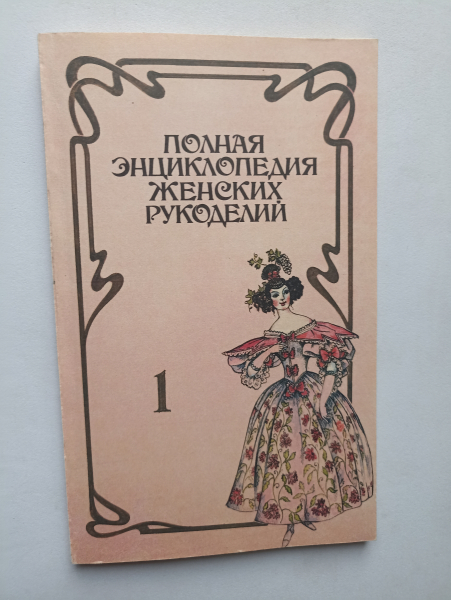 ПОЛНАЯ
ЭНЦИКЛОПЕДИЯ
ЖЕНСКИХ
РУКОДЕЛИЙ
1